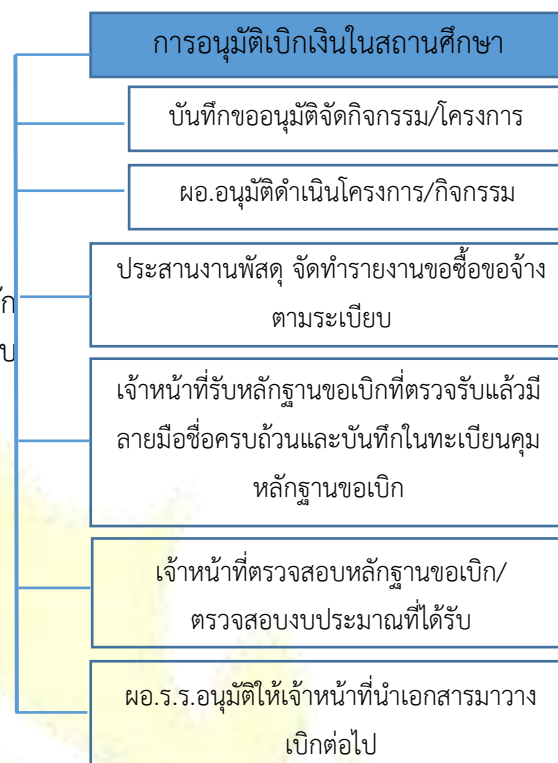 การอนุมัติเบิกเงินในสถานศึกษา
บันทึกขออนุมัติจัดกิจกรรม/โครงการ
ผอ.อนุมัติดำเนินโครงการ/กิจกรรม
ประสานงานพัสดุ จัดทำรายงานขอซื้อขอจ้าง
ตามระเบียบ
เจ้าหน้าที่รับหลักฐานขอเบิกที่ตรวจรับแล้วมี
ลายมือชื่อครบถ้วนและบันทึกในทะเบียนคุม
หลักฐานขอเบิก
เจ้าหน้าที่ตรวจสอบหลักฐานขอเบิก/
ตรวจสอบงบประมาณที่ได้รับ
ผอ.ร.ร.อนุมัติให้เจ้าหน้าที่นำเอกสารมาวาง
เบิกต่อไป